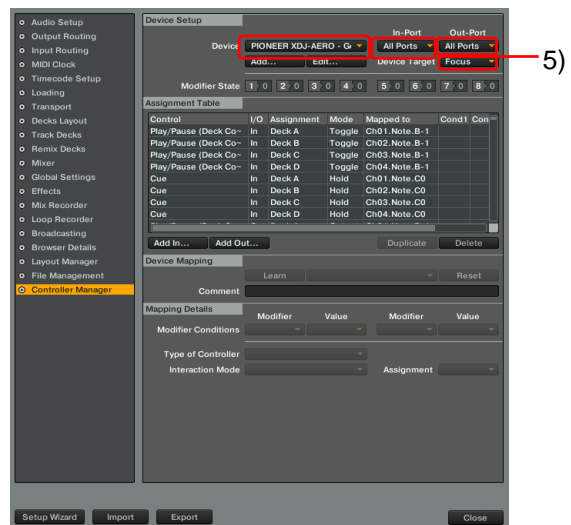 Audio Setup
Output Routing
Input Routing
MIDI Clock
Timecode Setup
Loading
Transport
Decks Layout
Track Decks
Remix Decks
Mixer
Global Settings
Effects
Mix Recorder
Loop Recorder
Broadcasting
Browser Details
Layout Manager
File Management
Controller Manager
Device Setup
In-Port Out-Port
Device PIONEER XDJ-AERO - G All Ports All Ports
Add... Edit... Device Target Focus
5)
Modifier State 1 0 2 0 3 0 4 0 5 0 6 0 7 0 8 0
Assignment Table
Control I/O Assignment Mode Mapped to Cond1 Con
Play/Pause (Deck Co~ In Deck A Toggle Ch01.Note.B-1
Play/Pause (Deck Co~ In Deck B Toggle Ch02.Note.B-1
Play/Pause (Deck Co~ In Deck C Toggle Ch03.Note.B-1
Play/Pause (Deck Co~ In Deck D Toggle Ch04.Note.B-1
Cue In Deck A Hold Ch01.Note.C0
Cue In Deck B Hold Ch02.Note.C0
Cue In Deck C Hold Ch03.Note.C0
Cue In Deck D Hold Ch04.Note.C0
Add In... Add Out... Duplicate Delete
Device Mapping
Learn Reset
Comment
Mapping Details
Modifier Value Modifier Value
Modifier Conditions
Type of Controller
Interaction Mode Assignment
Setup Wizard Import Export Close